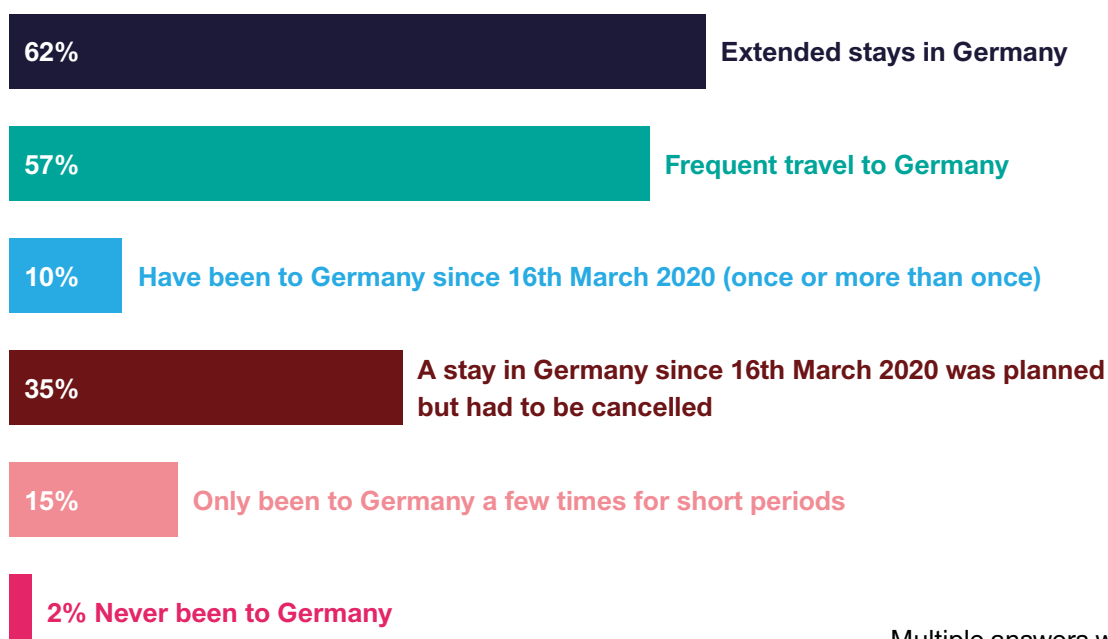 62% Extended stays in Germany
57% Frequent travel to Germany
10% Have been to Germany since 16th March 2020 (once or more than once)
35% A stay in Germany since 16th March 2020 was planned
but had to be cancelled
15% Only been to Germany a few times for short periods
2% Never been to Germany
Multiple answers